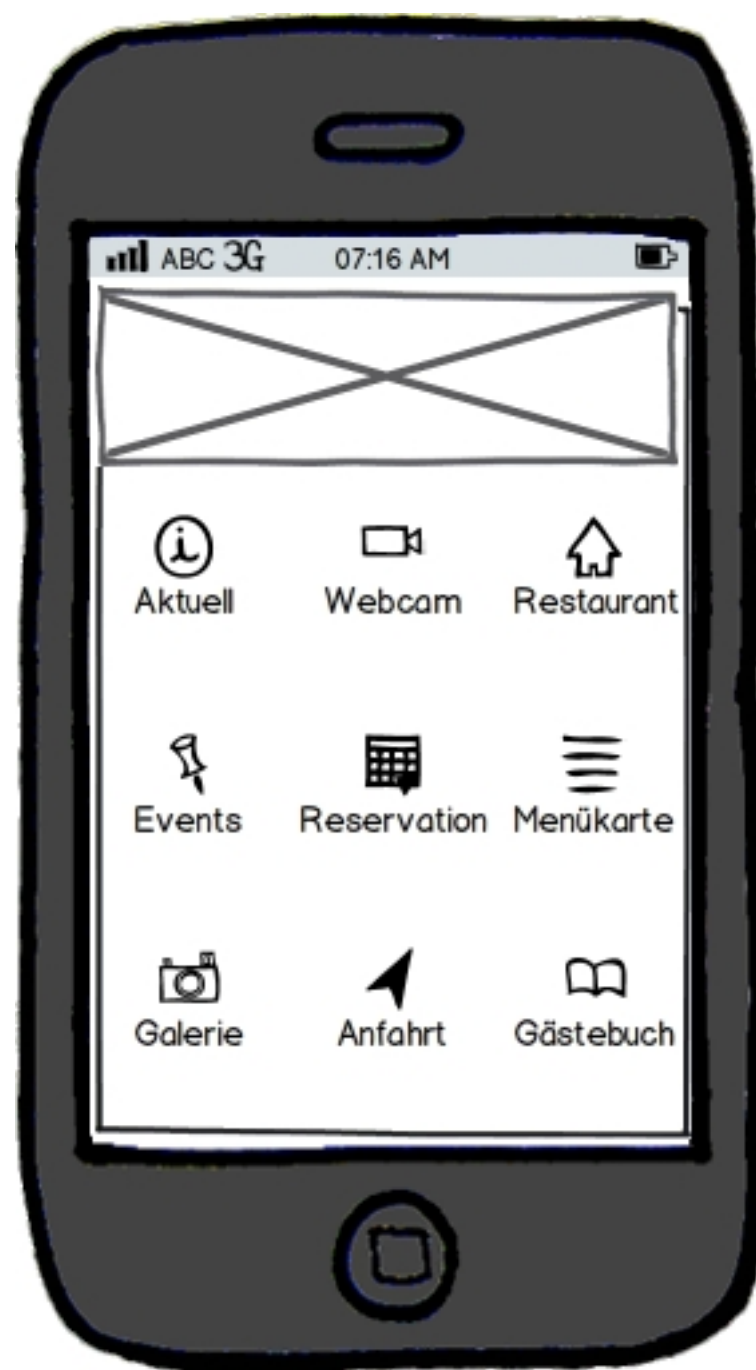 ABC 3G 07:16 AM
Aktuell Webcam Restaurant
Events Reservation Menükarte
Galerie Anfahrt Gästebuch